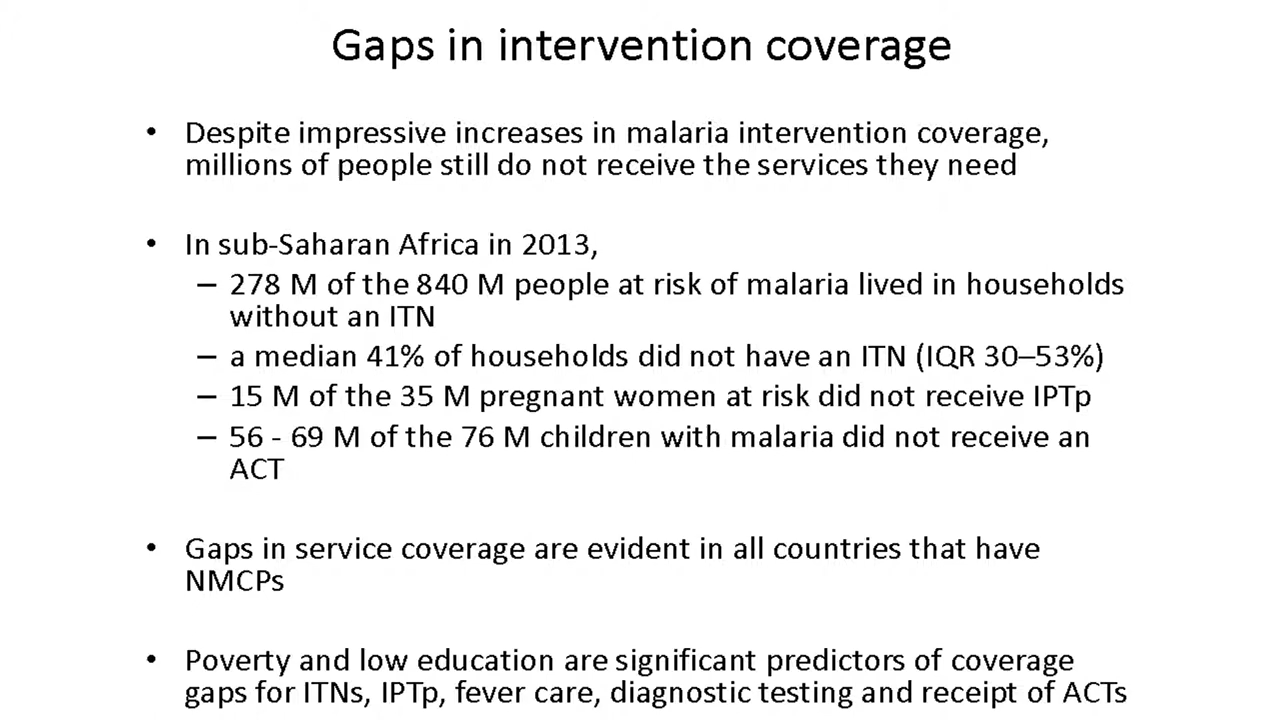 Gaps in intervention coverage
• Despite impressive increases in malaria intervention coverage,
millions of people still do not receive the services they need
• In sub-Saharan Africa in 2013,
– 278 M of the 840 M people at risk of malaria lived in households
without an ITN
– a median 41% of households did not have an ITN (IQR 30–53%)
– 15 M of the 35 M pregnant women at risk did not receive IPTp
– 56 - 69 M of the 76 M children with malaria did not receive an
ACT
• Gaps in service coverage are evident in all countries that have
NMCPs
• Poverty and low education are significant predictors of coverage
gaps for ITNs, IPTp, fever care, diagnostic testing and receipt of ACTs